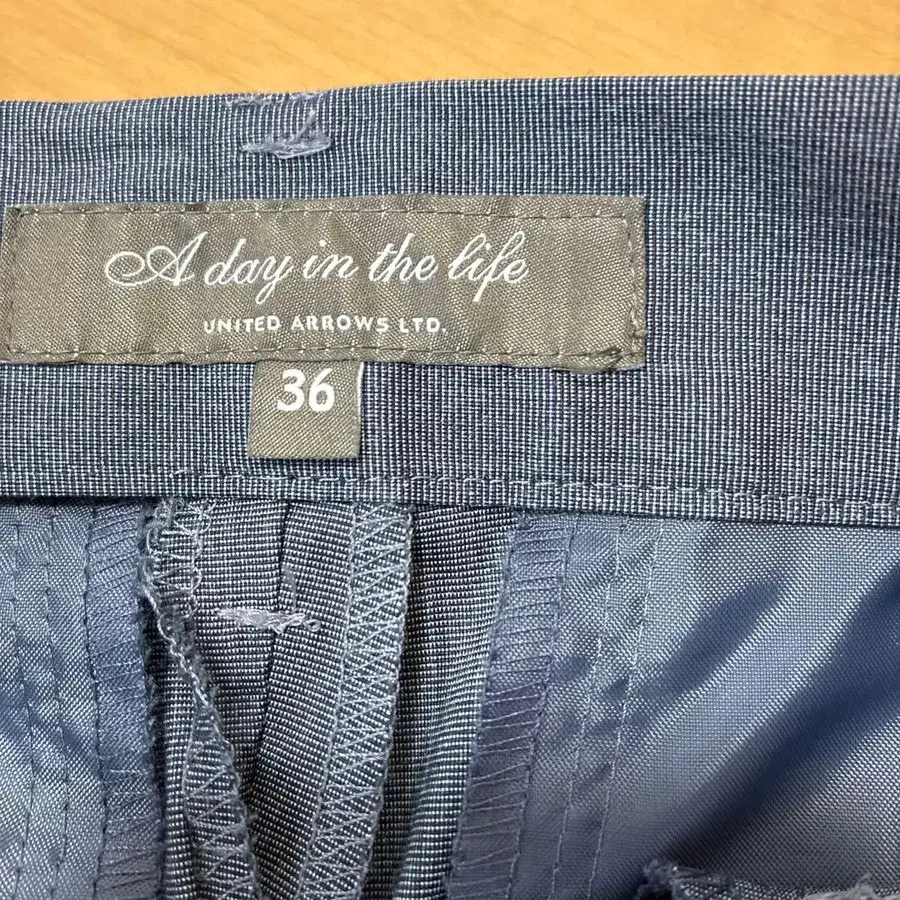 A day in the life
UNITED ARROWS LTD.
36